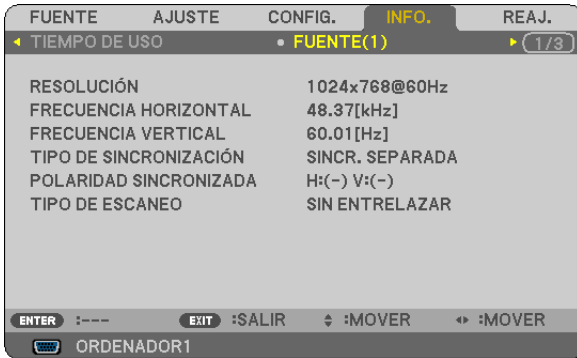 FUENTE AJUSTE CONFIG. INFO. REAJ.
TIEMPO DE USO • FUENTE(1) 1/3
RESOLUCIÓN 1024x768@60Hz
FRECUENCIA HORIZONTAL 48.37[kHz]
FRECUENCIA VERTICAL 60.01[Hz]
TIPO DE SINCRONIZACIÓN SINCR. SEPARADA
POLARIDAD SINCRONIZADA H:(-) V:(-)
TIPO DE ESCANEO SIN ENTRELAZAR
ENTER :--- EXIT :SALIR :MOVER :MOVER
ORDENADOR1